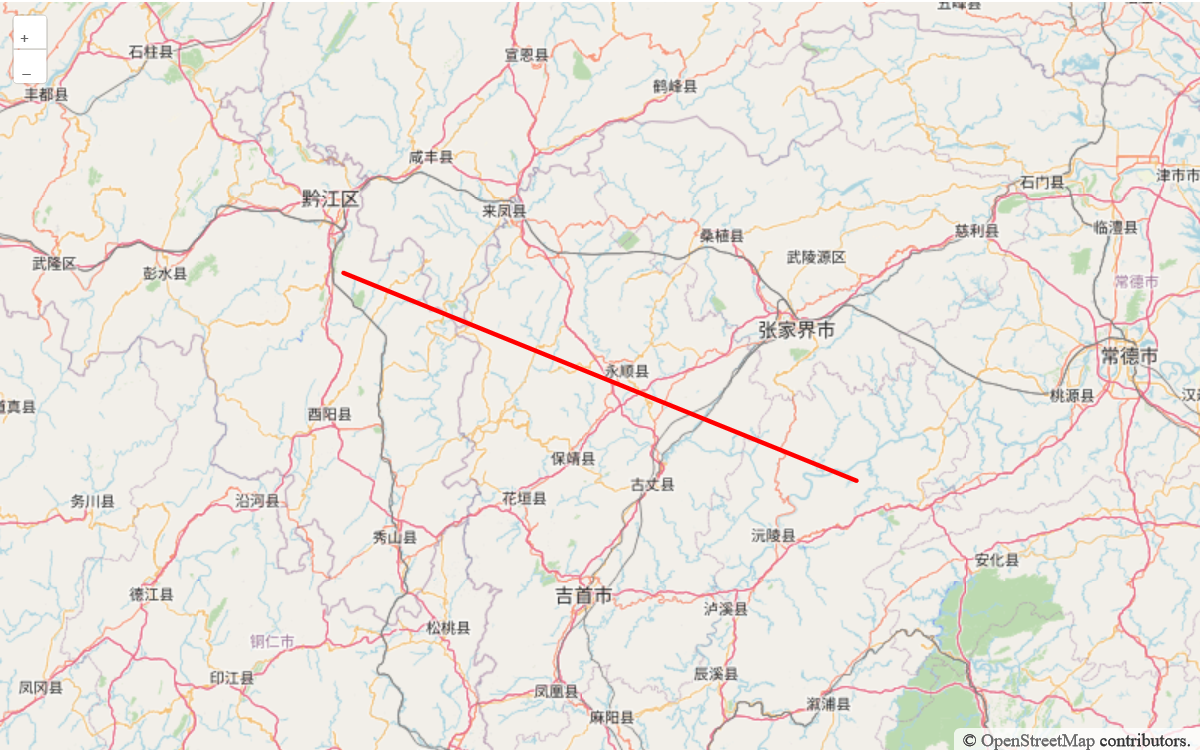 五峰县
+
石柱县
宣恩县
−
鹤峰县
丰都县
咸丰县
石门县
津市市
黔江区
来凤县
临澧县
慈利县
桑植县
武陵源区
武隆区
彭水县
常德市
张家界市
常德市
永顺县
桃源县
道真县
酉阳县
保靖县
古丈县
务川县
沿河县
花垣县
秀山县
沅陵县
安化县
德江县
吉首市
泸溪县
松桃县
铜仁市
辰溪县
印江县
凤冈县
凤凰县
溆浦县
麻阳县
© OpenStreetMap contributors.